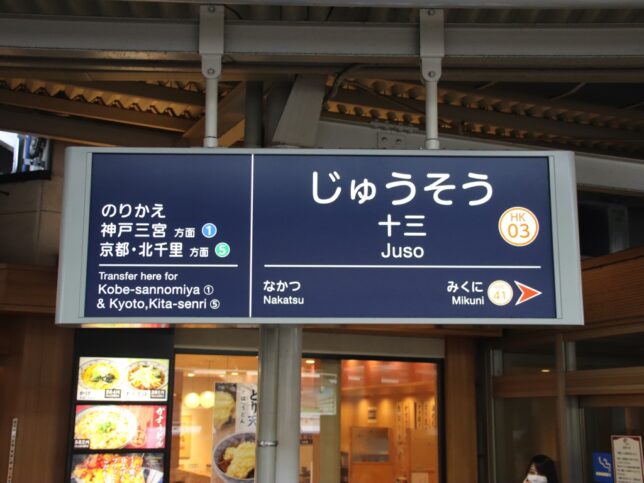 のりかえ
神戸三宮 方面 1
京都・北千里 方面 5
Transfer here for
Kobe-sannomiya ①
& Kyoto,Kita-senri ⑤
じゅうそう
十三
Juso
HK
03
なかつ
Nakatsu
みくに
Mikuni
41